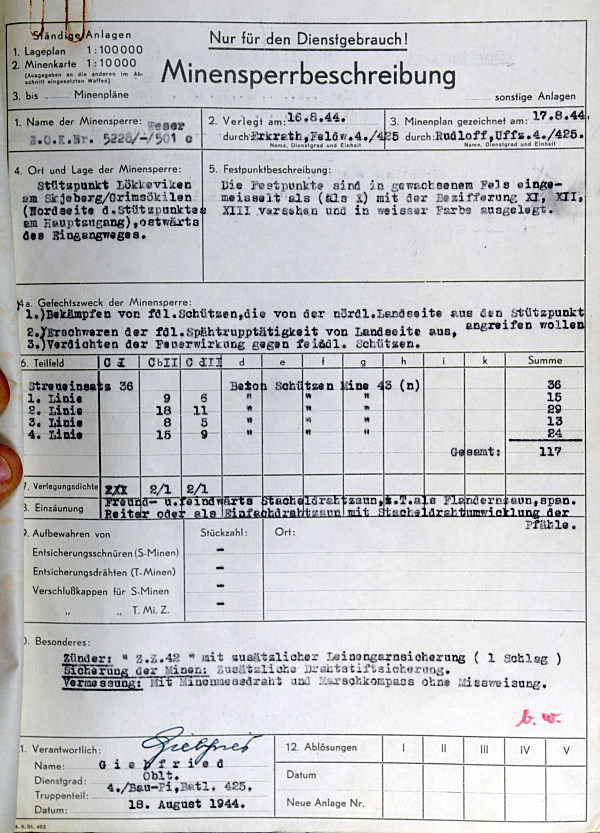 Ständige Anlagen
Nur für den Dienstgebrauch!
1. Lageplan 1:100000
2. Minenkarte 1:10000
(Ausgegeben an die anderen im Abschnitt eingesetzten Waffen)
Minensperrbeschreibung
3. bis Minenpläne
sonstige Anlagen
1. Name der Minensperre: Weser
E.O.K.Nr. 5228/-/501 c
2. Verlegt am: 16.8.44.
durch: Erkrath, Feldw.4./425
Name, Dienstgrad und Einheit
3. Minenplan gezeichnet am: 17.8.44.
durch: Rudloff, Uffz.4./425.
Name, Dienstgrad und Einheit
4. Ort und Lage der Minensperre:
Stützpunkt Lökkeviken
am Skjeberg/Grimsökilen
(Nordseite d.Stützpunktes
am Hauptzugang), ostwärts
des Eingangweges.
5. Festpunktbeschreibung:
Die Festpunkte sind in gewachsenem Fels einge-
meisselt als (als X) mit der Bezifferung XI, XII,
XIII versehen und in weisser Farbe ausgelegt.
4a. Gefechtszweck der Minensperre:
1.)Bekämpfen von fdl.Schützen,die von der nördl.Landseite aus den Stützpunkt
angreifen wollen
2.)Erschweren der fdl.Spähtrupptätigkeit von Landseite aus,
3.)Verdichten der Feuerwirkung gegen feindl. Schützen.
6. Teilfeld C I C bII C dII d e f g h i k Summe
Streueinsatz 36 Beton Schützen Mine 43 (n) 36
1. Linie 9 6 " " " 15
2. Linie 18 11 " " " 29
3. Linie 8 5 " " " 13
4. Linie 15 9 " " " 24
Gesamt: 117
7. Verlegungsdichte 2/1 2/1
8. Einzäunung
Freund- u.feindwärts Stacheldrahtzaun,z.T.als Flandernzaun,span.
Reiter oder als Einfachdrahtzaun mit Stacheldrahtumwicklung der
Pfähle.
9. Aufbewahren von Stückzahl: Ort:
Entsicherungsschnüren (S-Minen) -
Entsicherungsdrähten (T-Minen) -
Verschlußkappen für S-Minen -
" " T. Mi. Z. -
0. Besonderes:
Zünder: " Z.Z.42 " mit zusätzlicher Leinengarnsicherung ( 1 Schlag )
Sicherung der Minen: Zusätzliche Drahtstiftsicherung.
Vermessung: Mit Minenmessdraht und Marschkompass ohne Missweisung.
b. w.
1. Verantwortlich:
Name: Giebfried
Dienstgrad: Oblt.
Truppenteil: 4./Bau-Pi,Batl. 425.
Datum: 18. August 1944.
12. Ablösungen I II III IV V
Datum
Neue Anlage Nr.